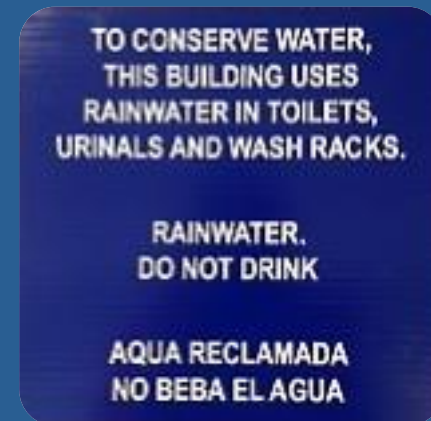 TO CONSERVE WATER,
THIS BUILDING USES
RAINWATER IN TOILETS,
URINALS AND WASH RACKS.
RAINWATER.
DO NOT DRINK
AQUA RECLAMADA
NO BEBA EL AGUA